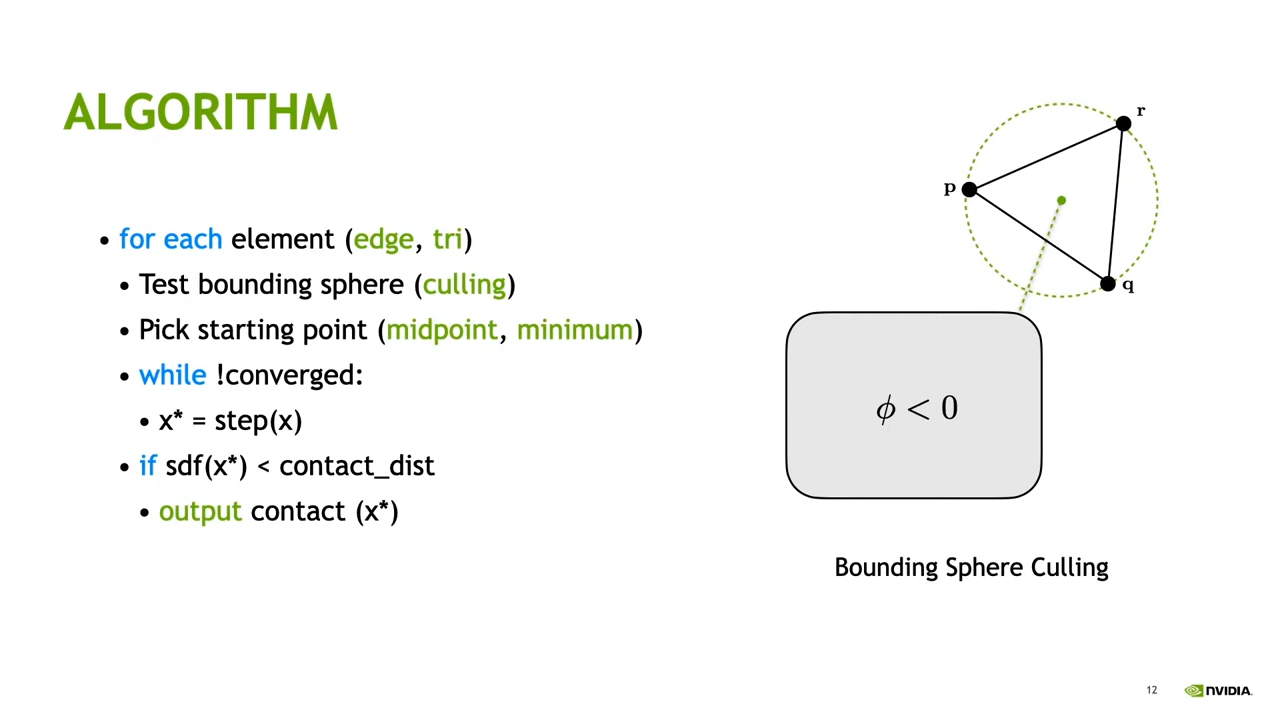 ALGORITHM
• for each element (edge, tri)
• Test bounding sphere (culling)
• Pick starting point (midpoint, minimum)
• while !converged:
• x* = step(x)
• if sdf(x*) < contact_dist
• output contact (x*)
r
p
q
ϕ < 0
Bounding Sphere Culling
12
NVIDIA.